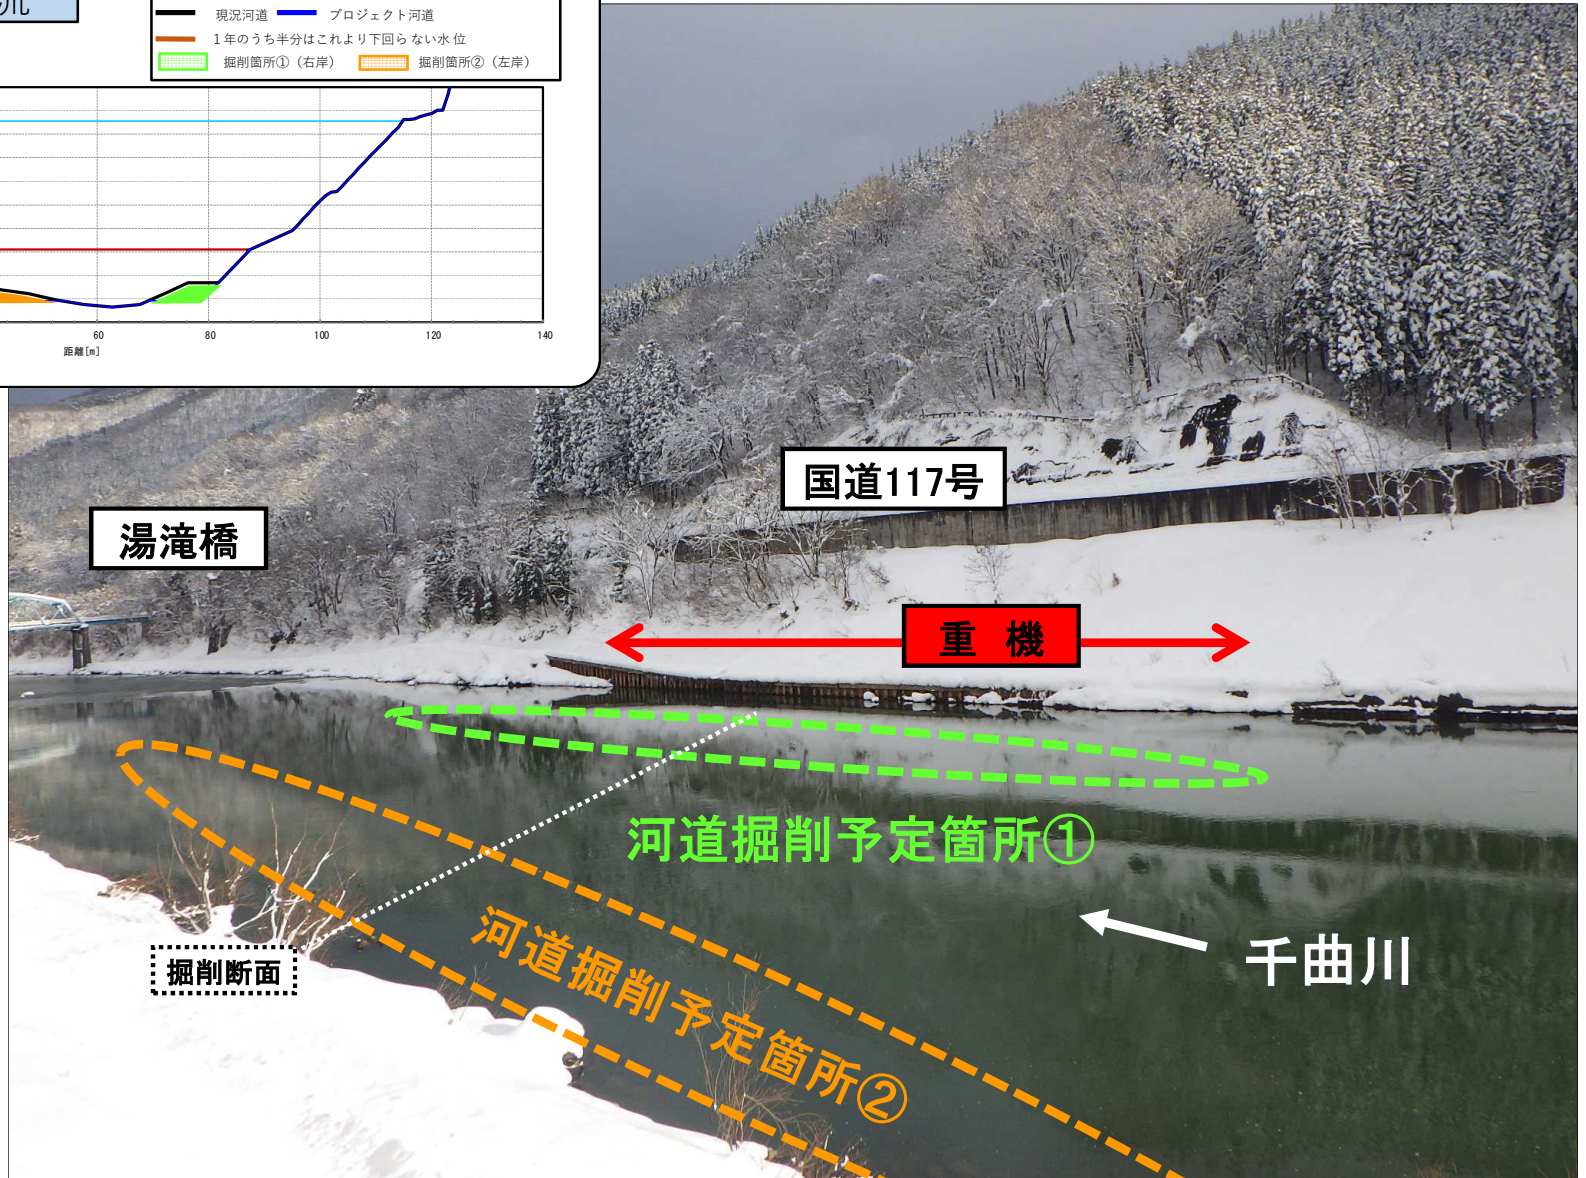 現況河道 プロジェクト河道
1年のうち半分はこれより下回らない水位
掘削箇所①（右岸） 掘削箇所②（左岸）
60 80 100 120 140
距離[m]
国道117号
湯滝橋
重 機
河道掘削予定箇所①
河道掘削予定箇所②
掘削断面
千曲川